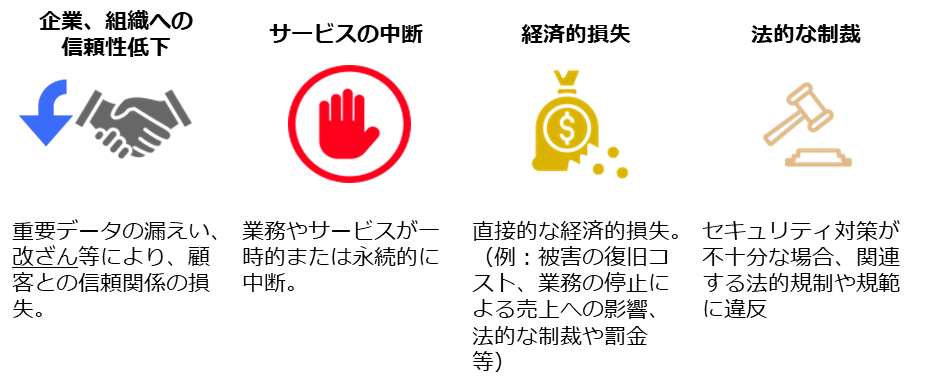 企業、組織への
信頼性低下
重要データの漏えい、
改ざん等により、顧
客との信頼関係の損
失。
サービスの中断
業務やサービスが一
時的または永続的に
中断。
経済的損失
$
直接的な経済的損失。
（例：被害の復旧コ
スト、業務の停止に
よる売上への影響、
法的な制裁や罰金
等）
法的な制裁
セキュリティ対策が
不十分な場合、関連
する法的規制や規範
に違反